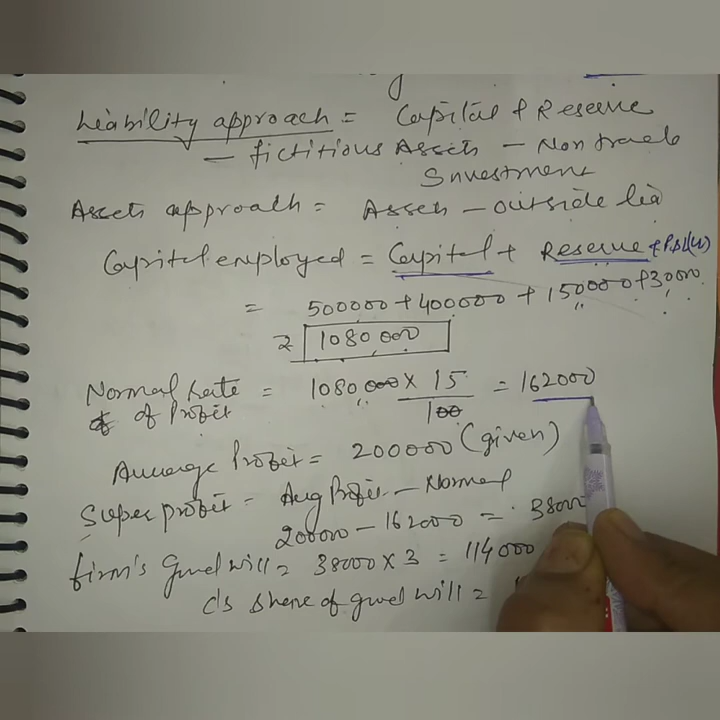 Liability approach = Capital + Reserve
- fictitious Assets - Non trade
Investment
Assets approach = Assets - outside lia
Capital employed = Capital + Reserve + P&L(Cr)
= 500000 + 400000 + 150000 + 30000
= 1080,000
Normal Rate = 1080,000 × 15 / 100 = 162000
of Profit
Average Profit = 200000 (given)
Super profit = Avg Profit - Normal
200000 - 162000 = 38000
firm's Goodwill = 38000 × 3 = 114000
C's share of good will =